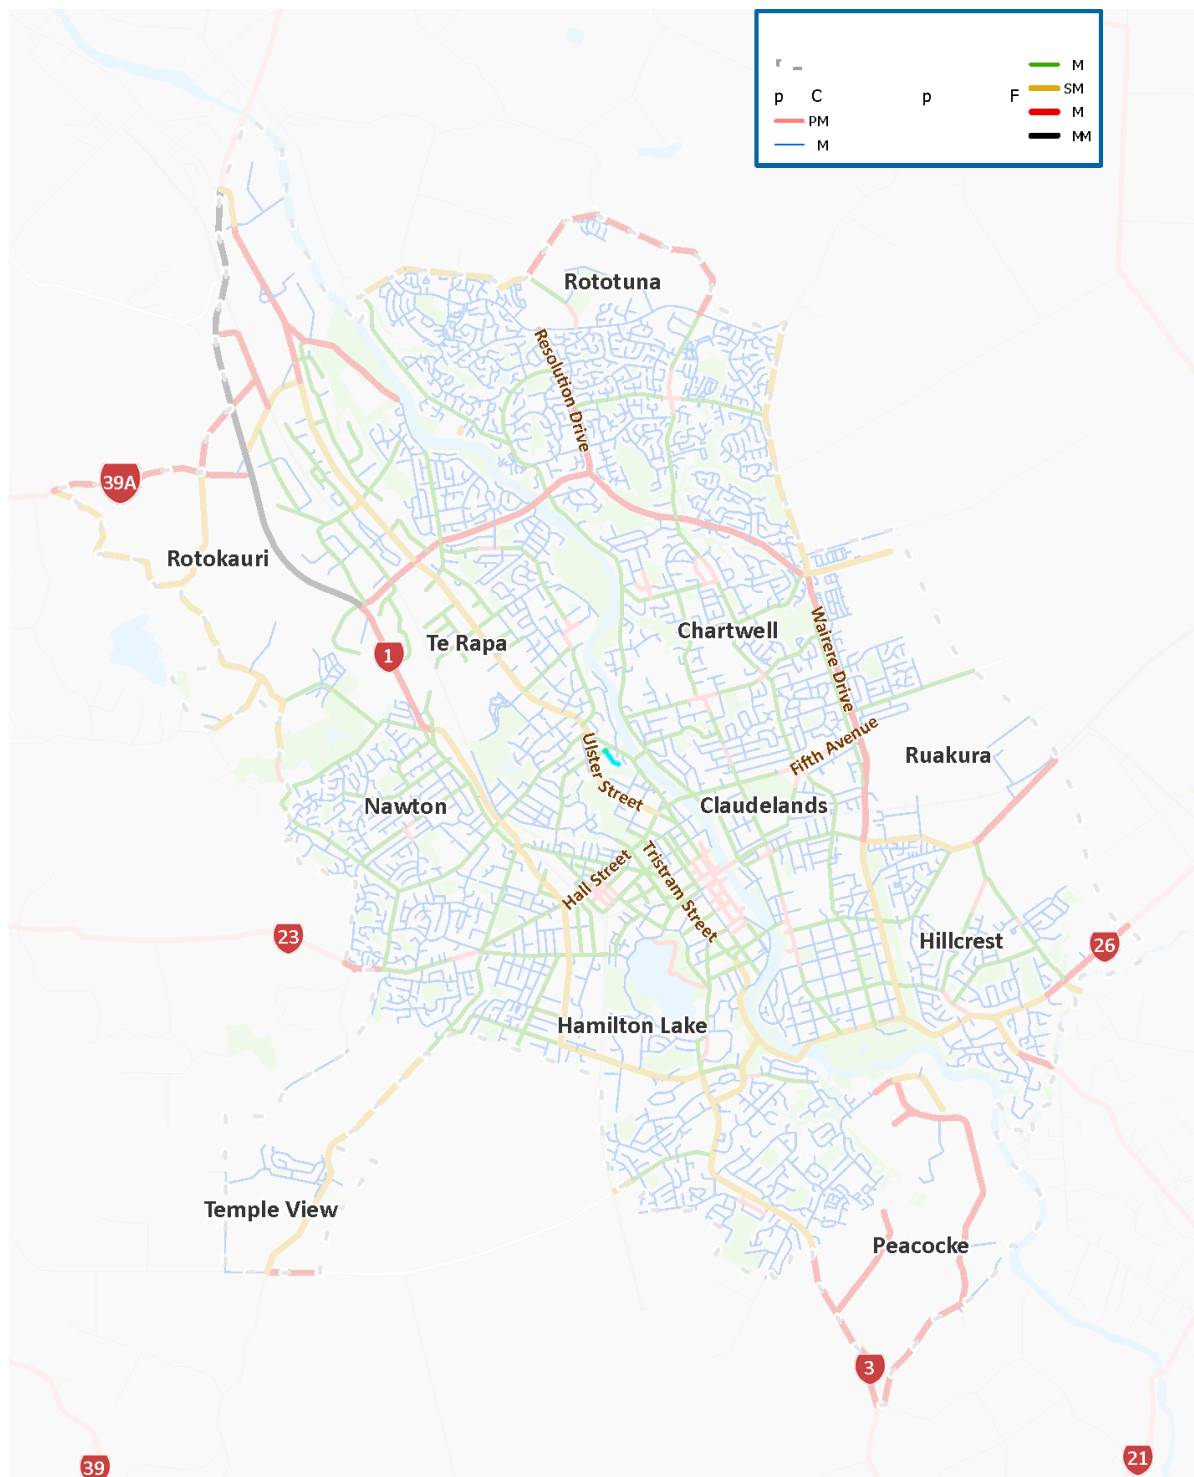 M
SM
p C p F
PM M
M MM
Rototuna
Resolution Drive
39A
Rotokauri
Te Rapa
Chartwell
1
Wairere Drive
Fifth Avenue
Ruakura
Ulster Street
Nawton
Claudelands
Hall Street
Tristram Street
23
Hillcrest
26
Hamilton Lake
Temple View
Peacocke
3
39
21